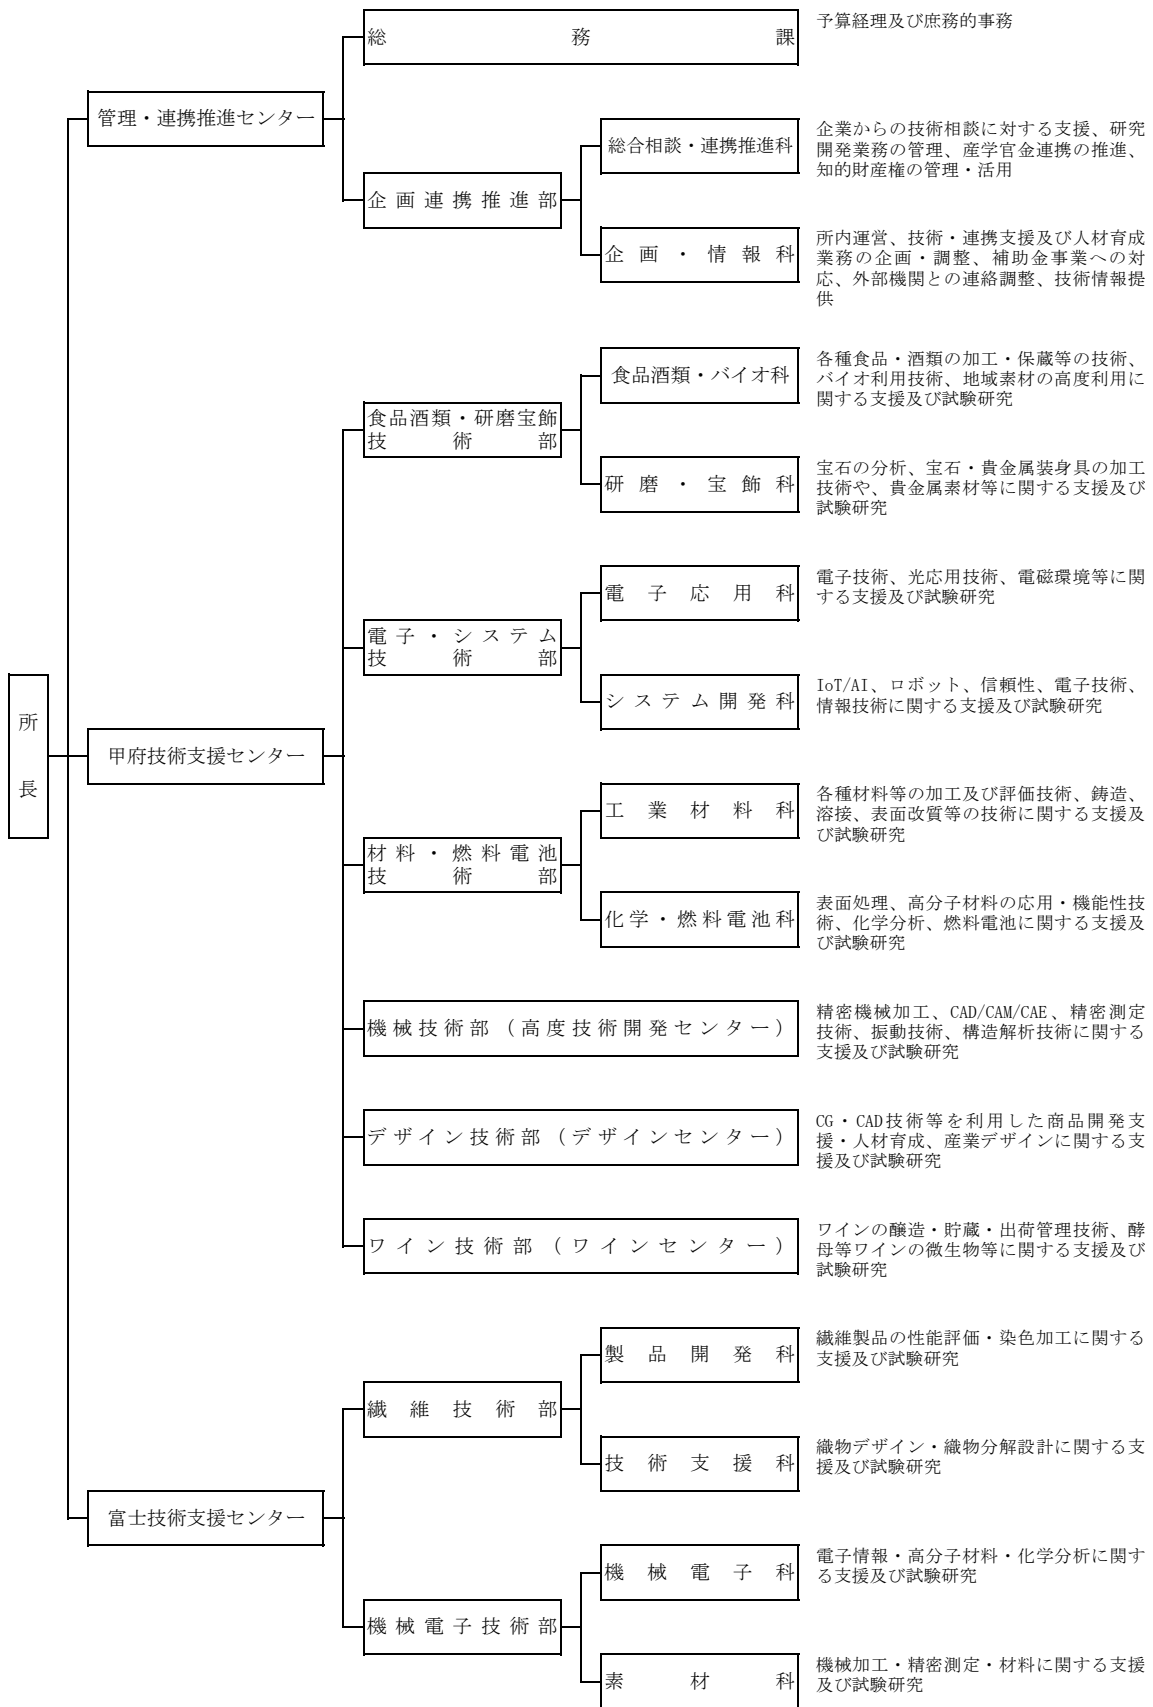 総務課
予算経理及び庶務的事務
管理・連携推進センター
総合相談・連携推進科
企業からの技術相談に対する支援、研究
開発業務の管理、産学官金連携の推進、
知的財産権の管理・活用
企画連携推進部
企画・情報科
所内運営、技術・連携支援及び人材育成
業務の企画・調整、補助金事業への対
応、外部機関との連絡調整、技術情報提
供
食品酒類・バイオ科
各種食品・酒類の加工・保蔵等の技術、
バイオ利用技術、地域素材の高度利用に
関する支援及び試験研究
食品酒類・研磨宝飾
技術部
研磨・宝飾科
宝石の分析、宝石・貴金属装身具の加工
技術や、貴金属素材等に関する支援及び
試験研究
電子応用科
電子技術、光応用技術、電磁環境等に関
する支援及び試験研究
電子・システム
技術部
システム開発科
IoT/AI、ロボット、信頼性、電子技術、
情報技術に関する支援及び試験研究
所
長
甲府技術支援センター
工業材料科
各種材料等の加工及び評価技術、鋳造、
溶接、表面改質等の技術に関する支援及
び試験研究
材料・燃料電池
技術部
化学・燃料電池科
表面処理、高分子材料の応用・機能性技
術、化学分析、燃料電池に関する支援及
び試験研究
機械技術部（高度技術開発センター）
精密機械加工、CAD/CAM/CAE、精密測定
技術、振動技術、構造解析技術に関する
支援及び試験研究
デザイン技術部（デザインセンター）
CG・CAD技術等を利用した商品開発支
援・人材育成、産業デザインに関する支
援及び試験研究
ワイン技術部（ワインセンター）
ワインの醸造・貯蔵・出荷管理技術、酵
母等ワインの微生物等に関する支援及び
試験研究
製品開発科
繊維製品の性能評価・染色加工に関する
支援及び試験研究
繊維技術部
技術支援科
織物デザイン・織物分解設計に関する支
援及び試験研究
富士技術支援センター
機械電子科
電子情報・高分子材料・化学分析に関す
る支援及び試験研究
機械電子技術部
素材科
機械加工・精密測定・材料に関する支援
及び試験研究